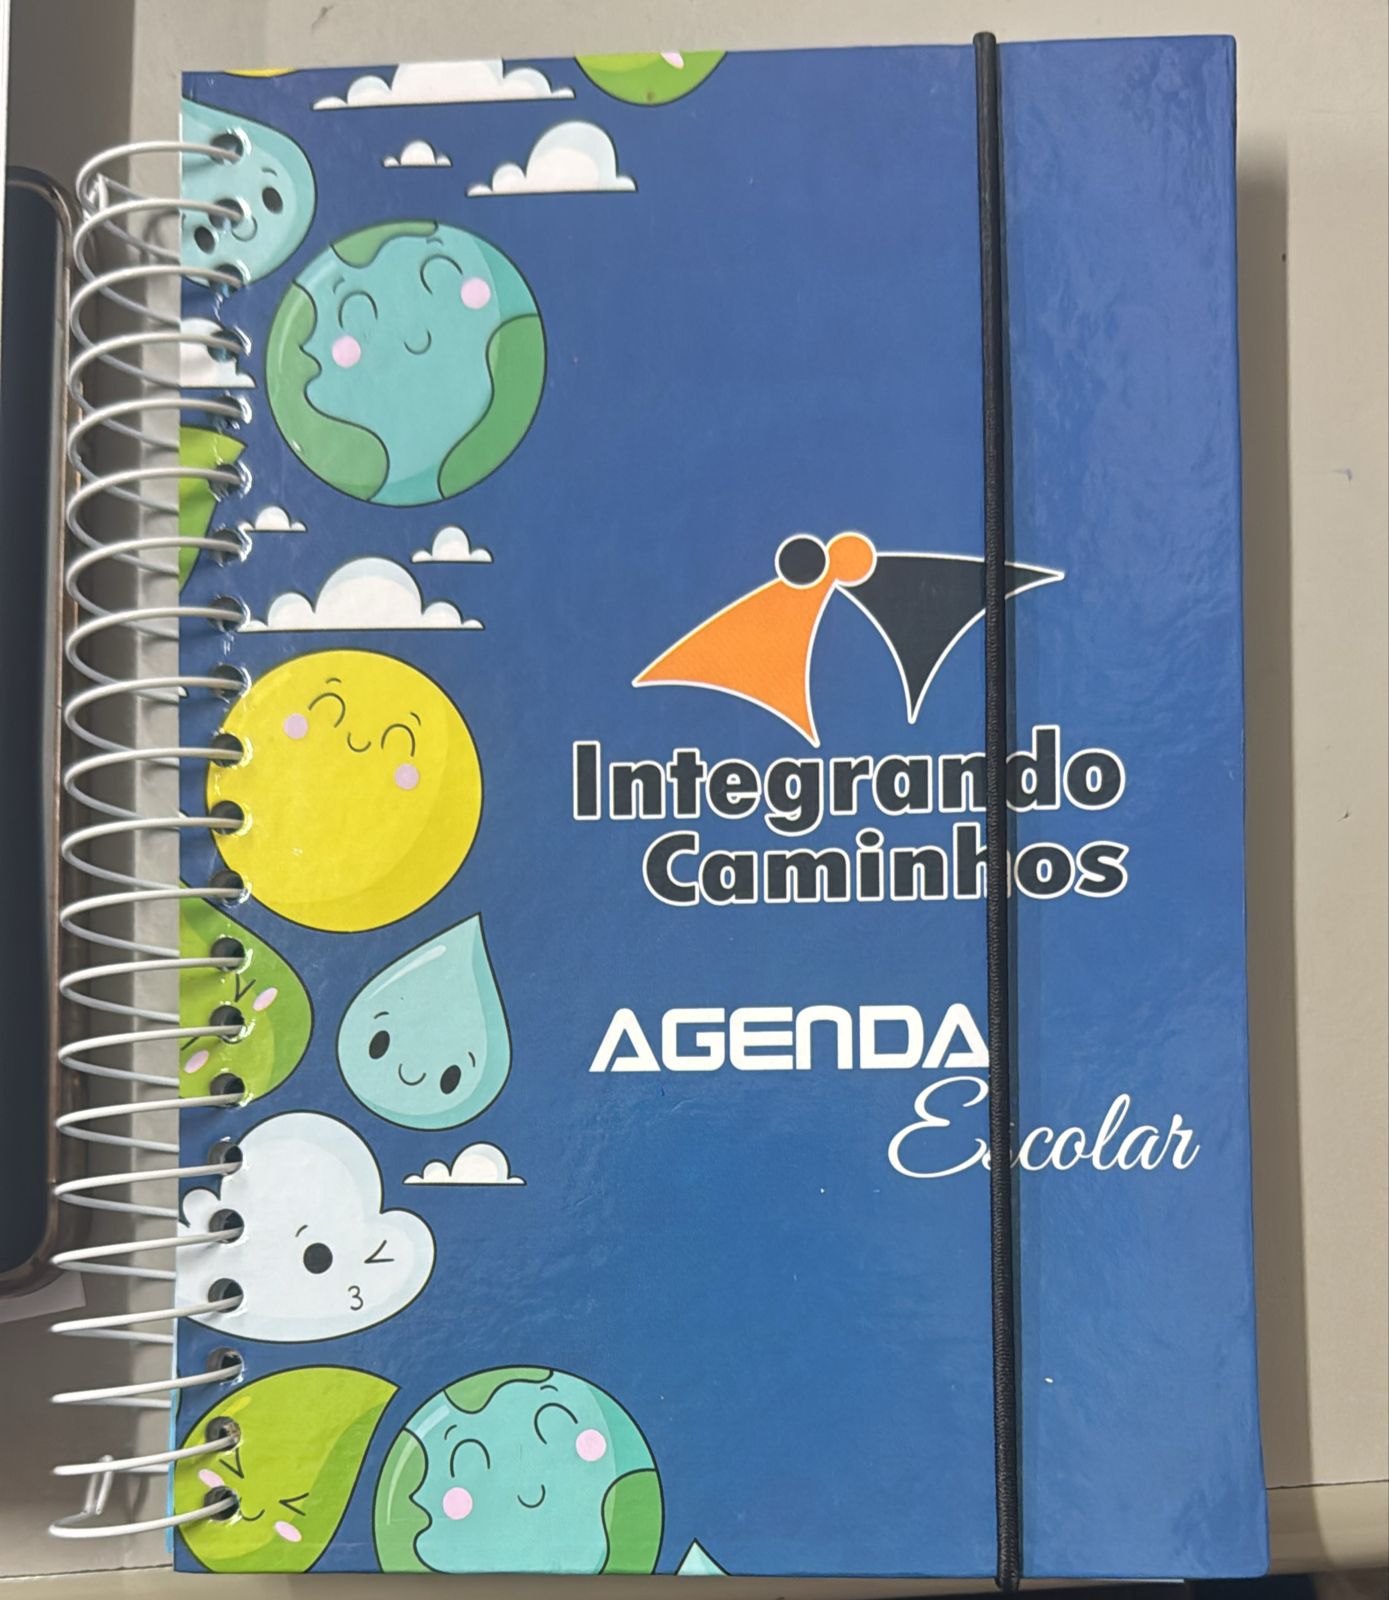 Integrando
Caminhos
AGENDA
Escolar